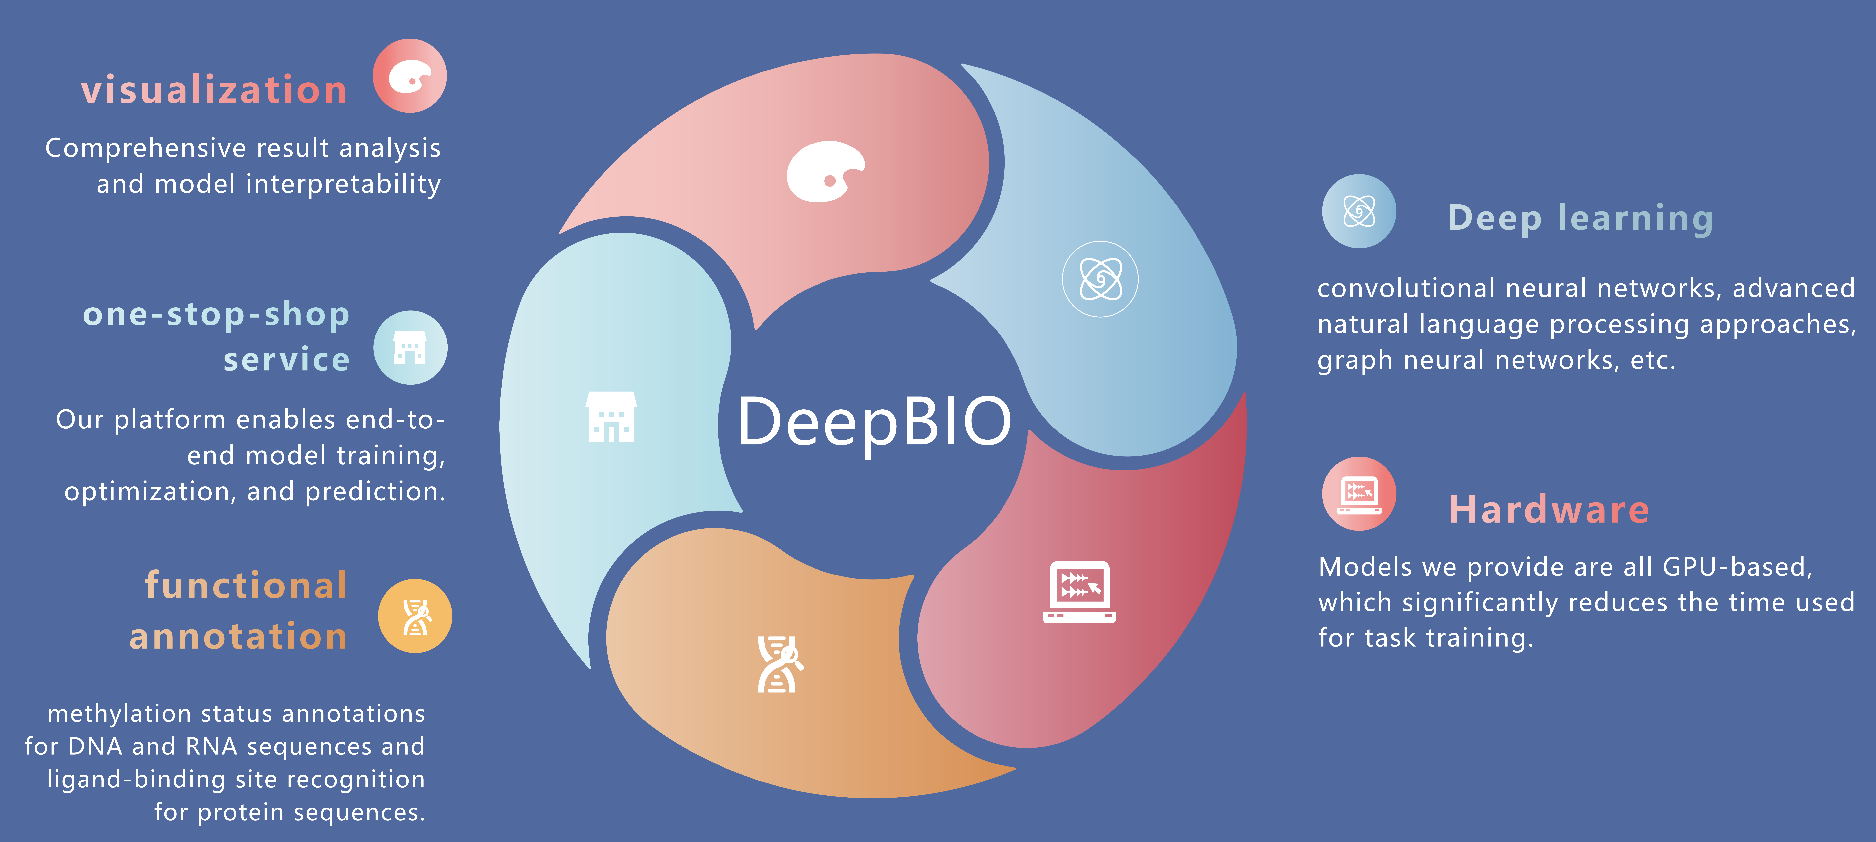 visualization
Comprehensive result analysis
and model interpretability
one-stop-shop
service
Our platform enables end-to-
end model training,
optimization, and prediction.
functional
annotation
methylation status annotations
for DNA and RNA sequences and
ligand-binding site recognition
for protein sequences.
DeepBIO
Deep learning
convolutional neural networks, advanced
natural language processing approaches,
graph neural networks, etc.
Hardware
Models we provide are all GPU-based,
which significantly reduces the time used
for task training.